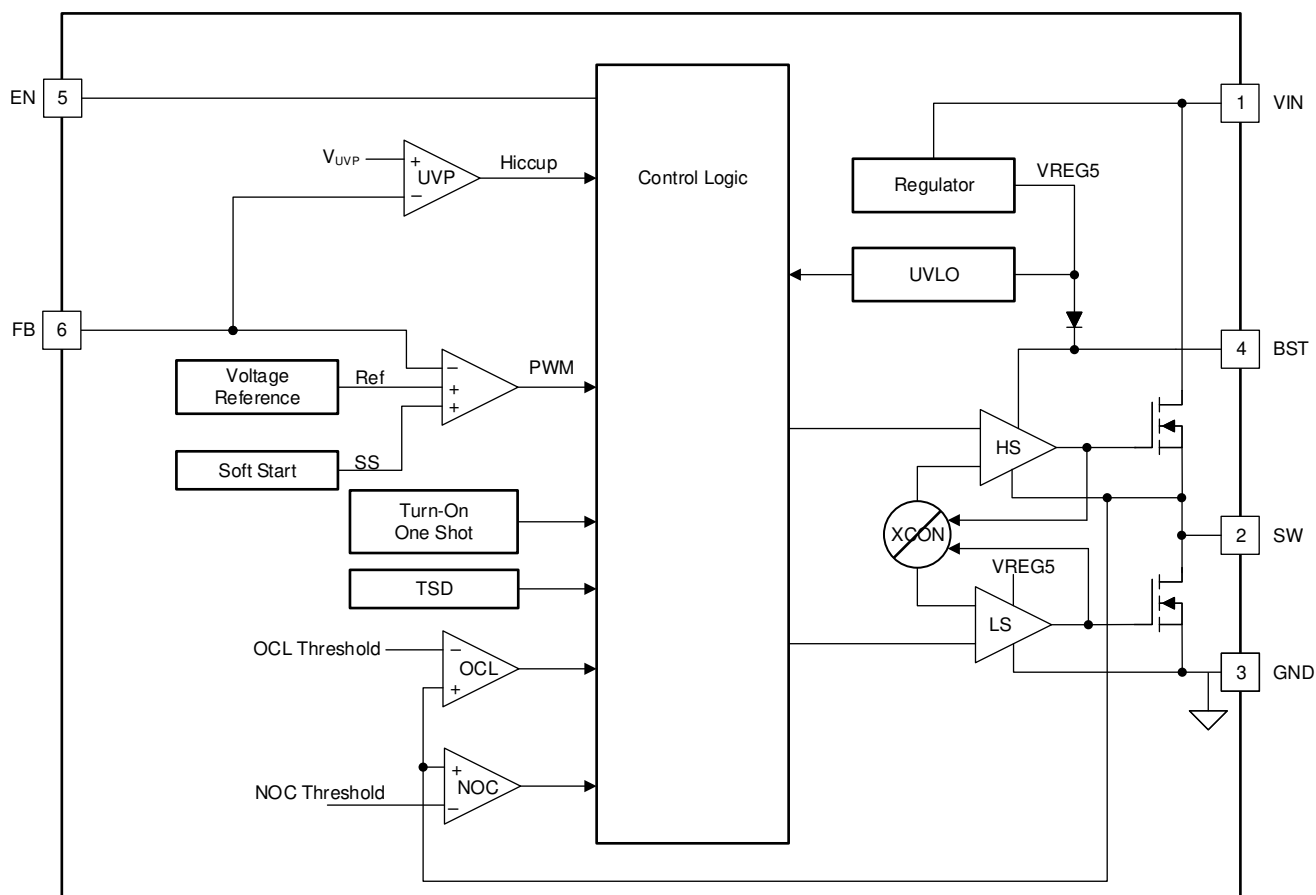 EN
5
1
VIN
VUVP
+
UVP
−
Hiccup
Control Logic
Regulator
VREG5
UVLO
FB
6
Voltage
Reference
Ref
−
+
+
PWM
4
BST
Soft Start
SS
HS
Turn-On
One Shot
XCON
2
SW
TSD
VREG5
LS
OCL Threshold
−
OCL
+
3
GND
+
NOC
−
NOC Threshold